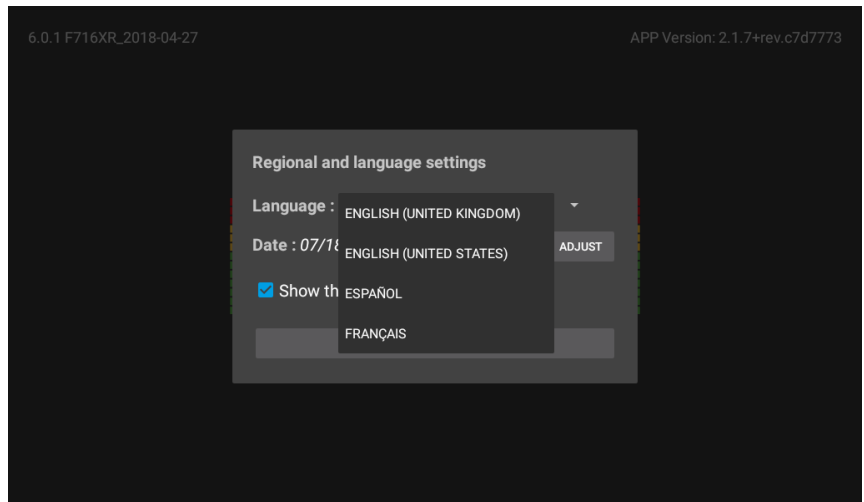 6.0.1 F716XR_2018-04-27
APP Version: 2.1.7+rev.c7d7773
Regional and language settings
Language :
ENGLISH (UNITED KINGDOM)
Date : 07/18
ADJUST
ENGLISH (UNITED STATES)
Show th
ESPAÑOL
FRANÇAIS